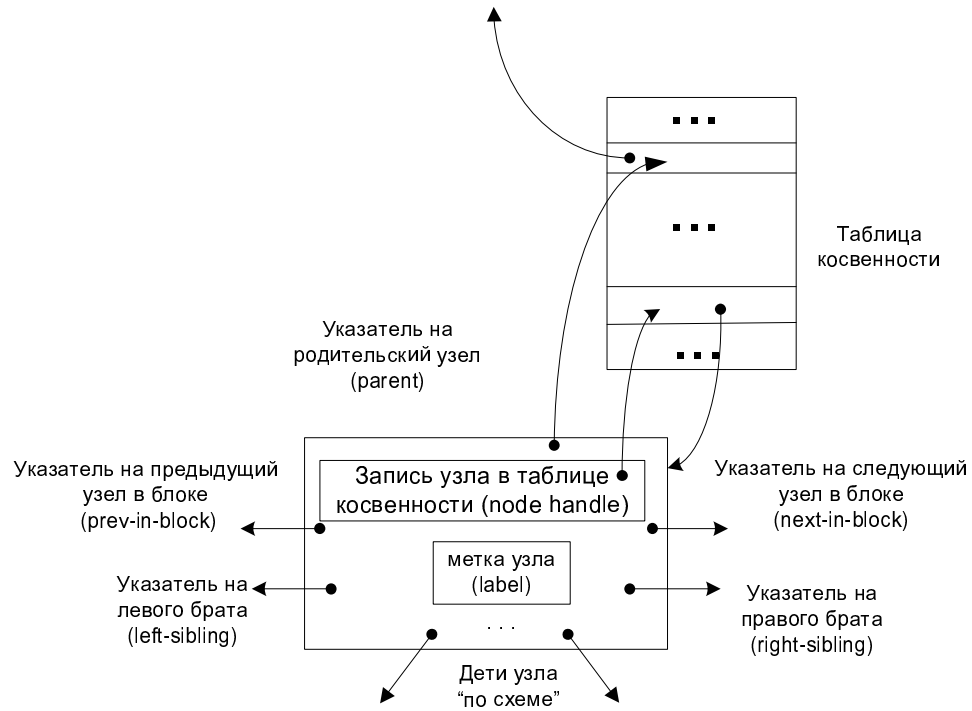 Таблица
косвенности
Указатель на
родительский узел
(parent)
Указатель на предыдущий
узел в блоке
(prev-in-block)
Запись узла в таблице
косвенности (node handle)
Указатель на следующий
узел в блоке
(next-in-block)
метка узла
(label)
Указатель на
левого брата
(left-sibling)
Указатель на
правого брата
(right-sibling)
. . .
Дети узла
“по схеме”